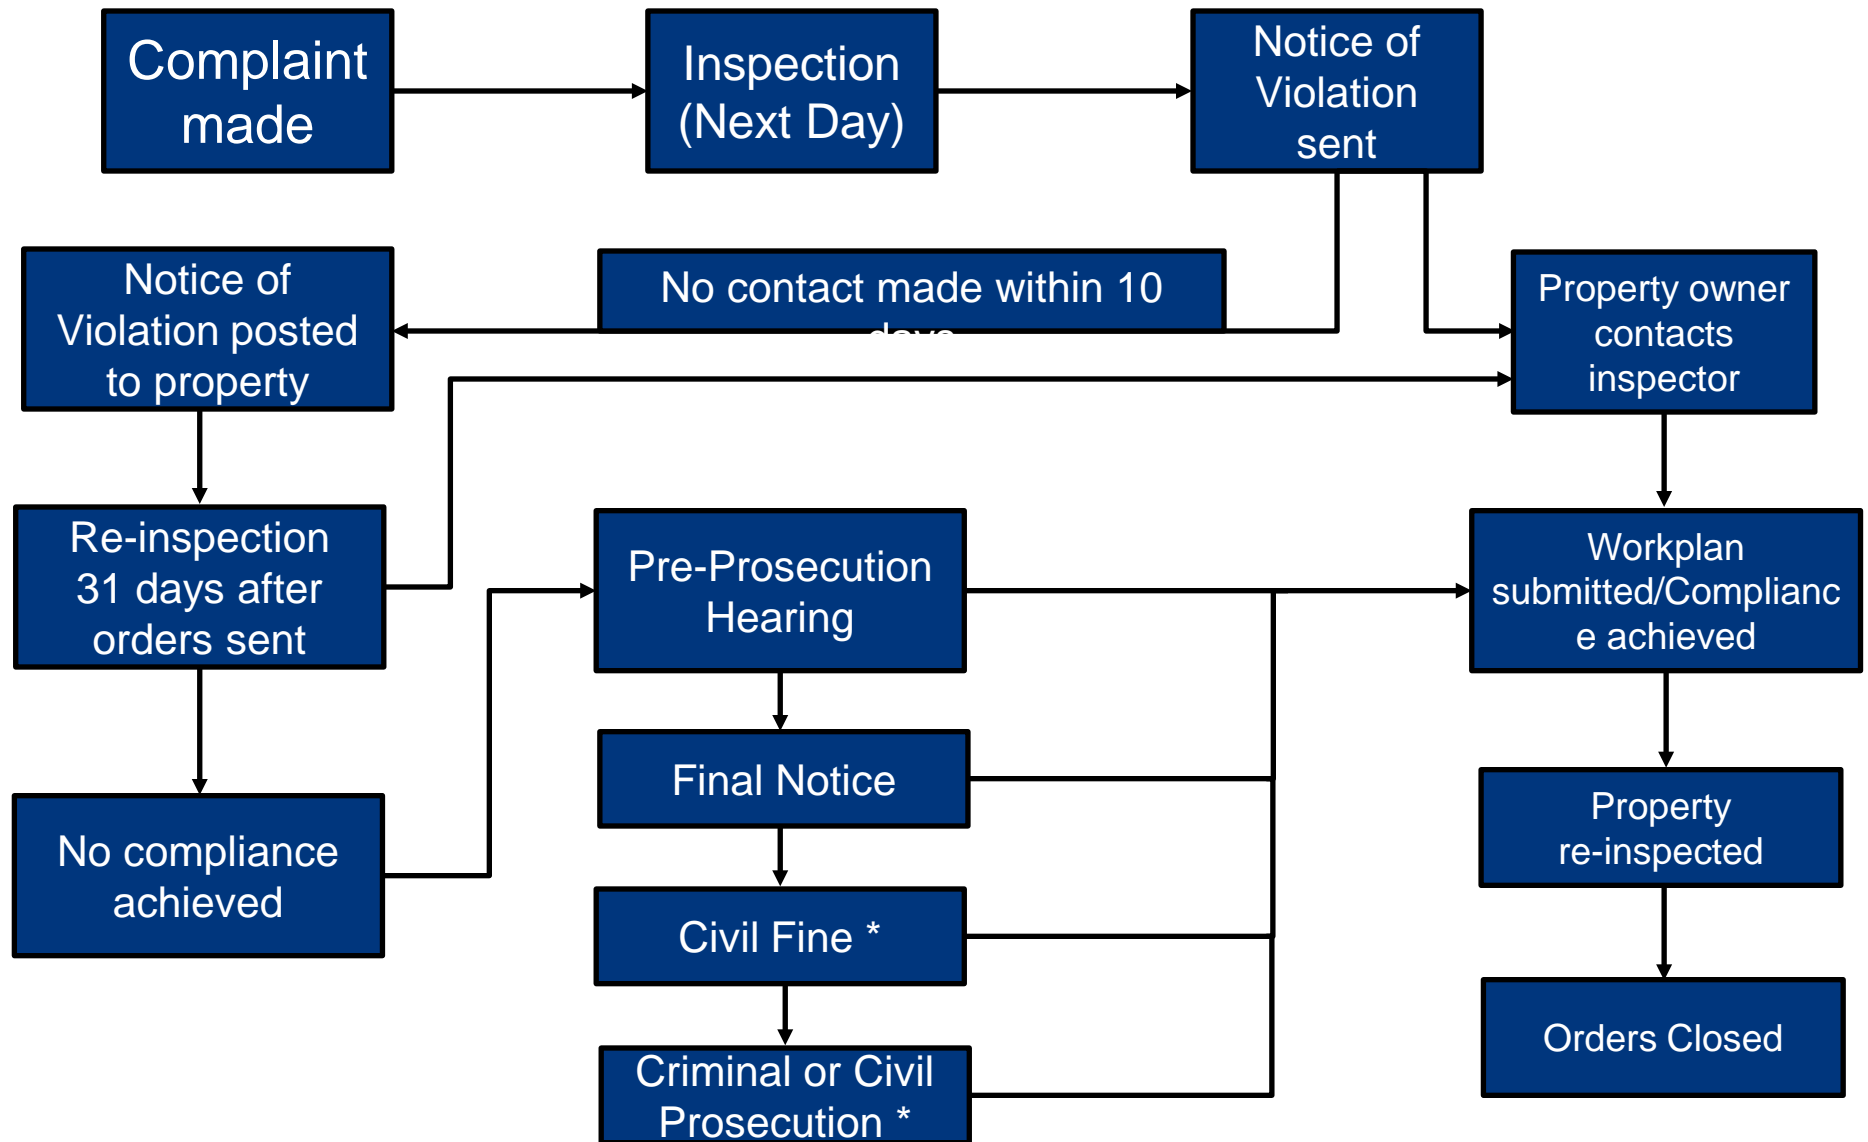 Complaint
made
Inspection
(Next Day)
Notice of
Violation
sent
Notice of
Violation posted
to property
No contact made within 10
days
Property owner
contacts
inspector
Re-inspection
31 days after
orders sent
Pre-Prosecution
Hearing
Workplan
submitted/Complianc
e achieved
Final Notice
No compliance
achieved
Property
re-inspected
Civil Fine *
Orders Closed
Criminal or Civil
Prosecution *